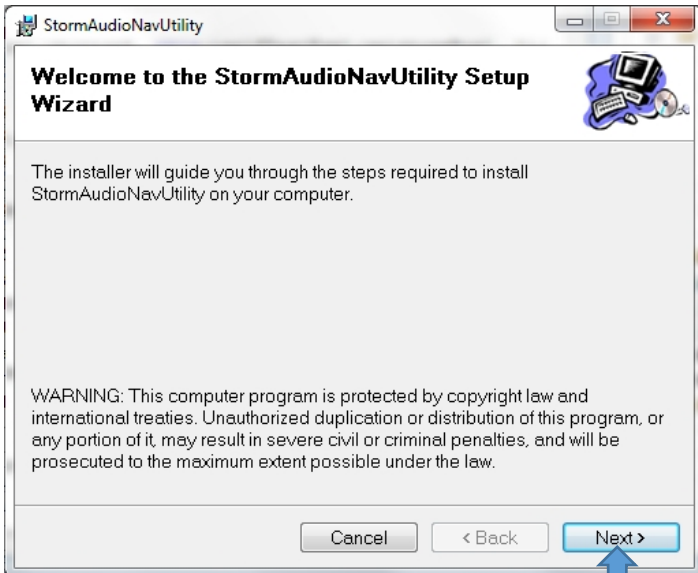 StormAudioNavUtility
Welcome to the StormAudioNavUtility Setup
Wizard
The installer will guide you through the steps required to install
StormAudioNavUtility on your computer.
WARNING: This computer program is protected by copyright law and
international treaties. Unauthorized duplication or distribution of this program, or
any portion of it, may result in severe civil or criminal penalties, and will be
prosecuted to the maximum extent possible under the law.
Cancel < Back Next >